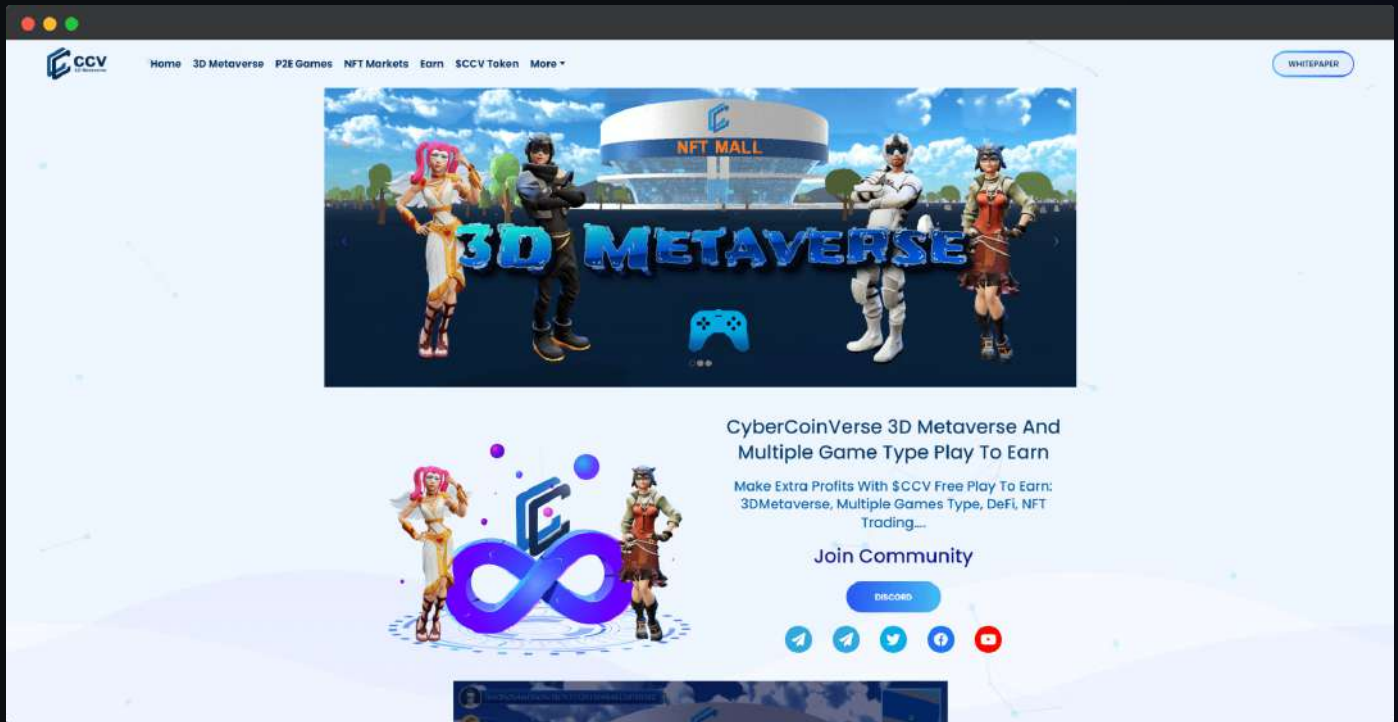 CCV
3D Metaverse
Home 3D Metaverse P2E Games NFT Markets Earn $CCV Token More
WHITEPAPER
NFT MALL
3D METAVERSE
CyberCoinVerse 3D Metaverse And
Multiple Game Type Play To Earn
Make Extra Profits With $CCV Free Play To Earn:
3DMetaverse, Multiple Games Type, DeFi, NFT
Trading....
Join Community
DISCORD